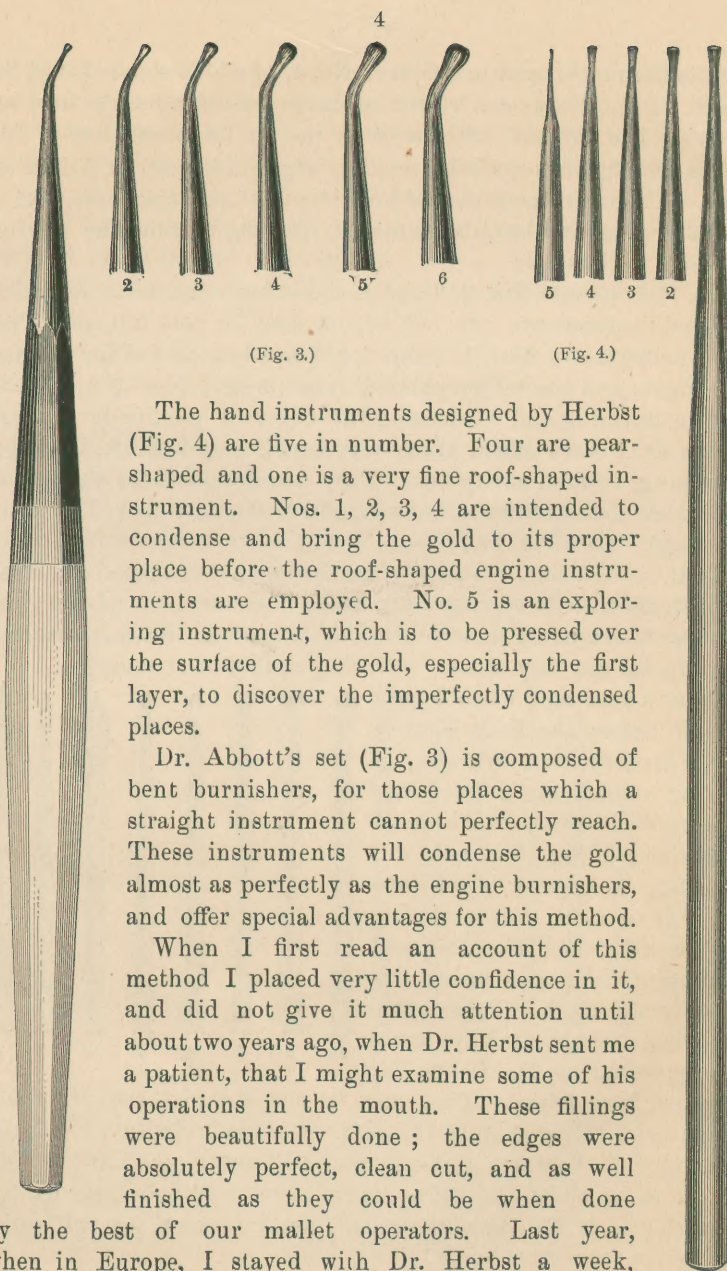 4
2 3 4 5 6
5 4 3 2
(Fig. 3.) (Fig. 4.)
The hand instruments designed by Herbst
(Fig. 4) are five in number. Four are pear-
shaped and one is a very fine roof-shaped in-
strument. Nos. 1, 2, 3, 4 are intended to
condense and bring the gold to its proper
place before the roof-shaped engine instru-
ments are employed. No. 5 is an explor-
ing instrument, which is to be pressed over
the surface of the gold, especially the first
layer, to discover the imperfectly condensed
places.
Dr. Abbott's set (Fig. 3) is composed of
bent burnishers, for those places which a
straight instrument cannot perfectly reach.
These instruments will condense the gold
almost as perfectly as the engine burnishers,
and offer special advantages for this method.
When I first read an account of this
method I placed very little confidence in it,
and did not give it much attention until
about two years ago, when Dr. Herbst sent me
a patient, that I might examine some of his
operations in the mouth. These fillings
were beautifully done ; the edges were
absolutely perfect, clean cut, and as well
finished as they could be when done
y the best of our mallet operators. Last year,
hen in Europe, I stayed with Dr. Herbst a week,